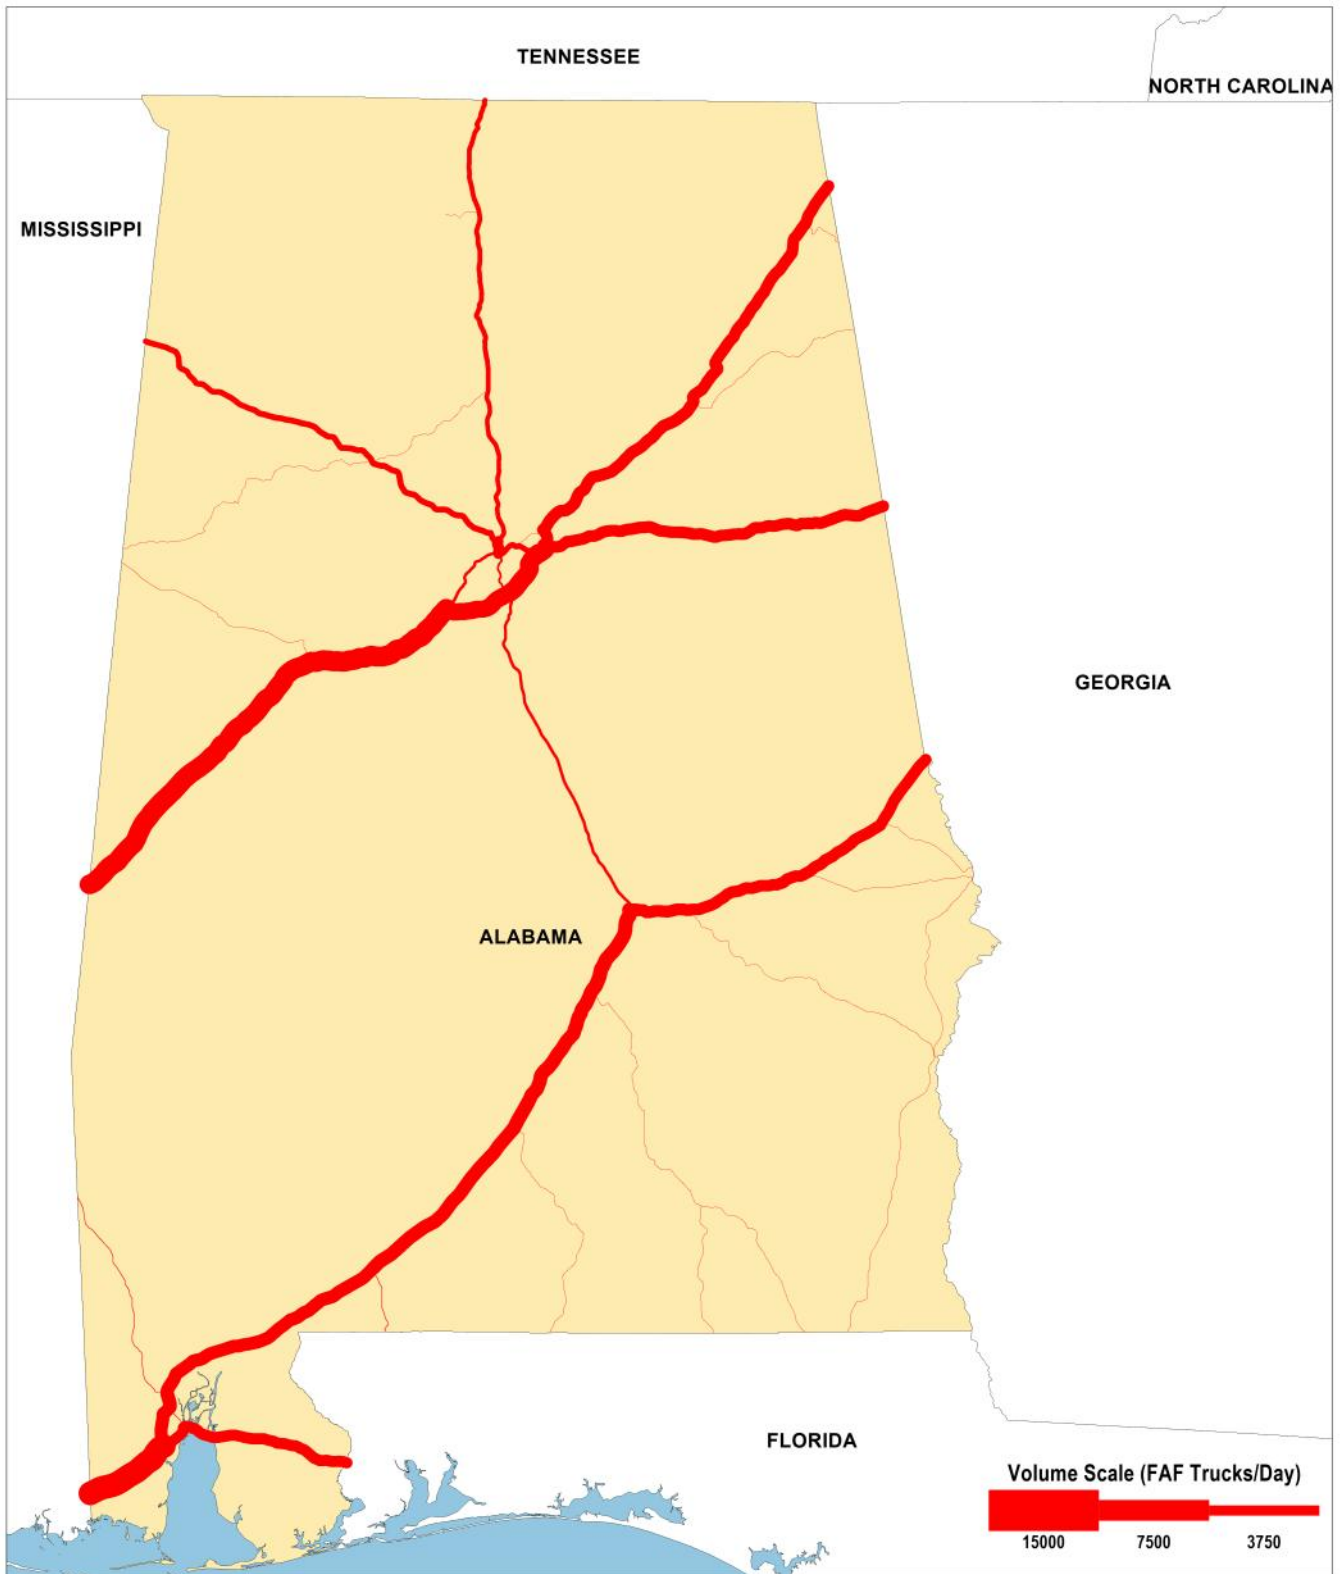 TENNESSEE
NORTH CAROLINA
MISSISSIPPI
GEORGIA
ALABAMA
FLORIDA
Volume Scale (FAF Trucks/Day)
15000 7500 3750